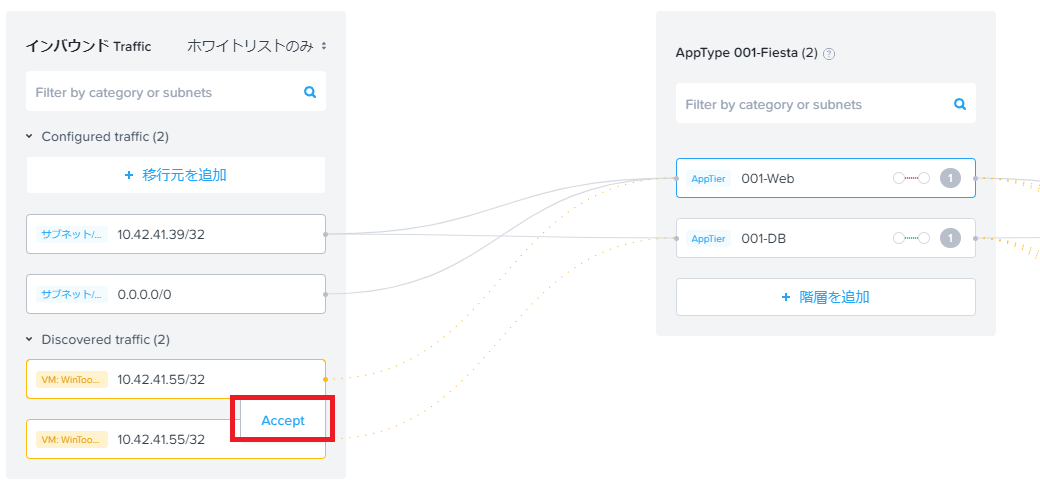 インバウンド Traffic ホワイトリストのみ
Filter by category or subnets
Configured traffic (2)
+ 移行元を追加
サブネット/... 10.42.41.39/32
サブネット/... 0.0.0.0/0
Discovered traffic (2)
VM: WinToo... 10.42.41.55/32
Accept
VM: WinToo... 10.42.41.55/32
AppType 001-Fiesta (2) ?
Filter by category or subnets
AppTier 001-Web 1
AppTier 001-DB 1
+ 階層を追加